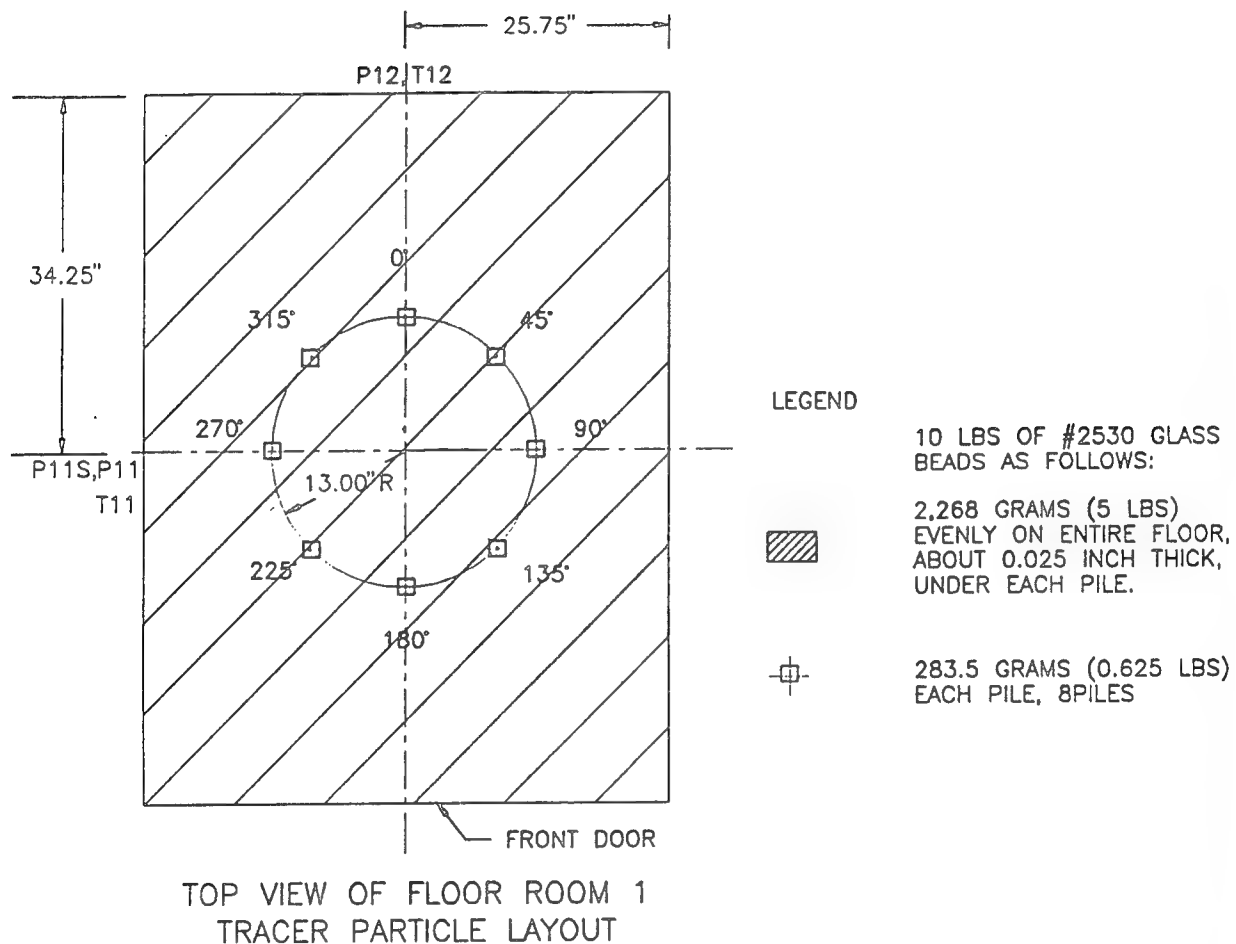 25.75"
P12, T12
34.25"
0°
315°
45°
270°
90°
P11S,P11
T11
13.00"R
225°
135°
180°
FRONT DOOR
TOP VIEW OF FLOOR ROOM 1
TRACER PARTICLE LAYOUT
LEGEND
10 LBS OF #2530 GLASS
BEADS AS FOLLOWS:
2,268 GRAMS (5 LBS)
EVENLY ON ENTIRE FLOOR,
ABOUT 0.025 INCH THICK,
UNDER EACH PILE.
283.5 GRAMS (0.625 LBS)
EACH PILE, 8PILES